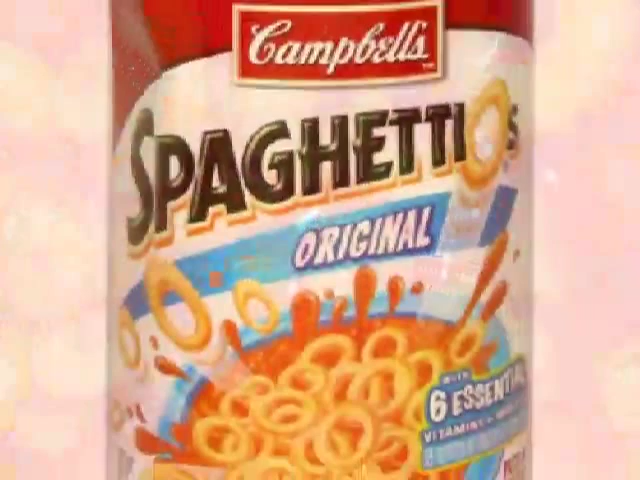 Campbell's
SPAGHETTIOS
ORIGINAL
WITH
6 ESSENTIAL
VITAMINS